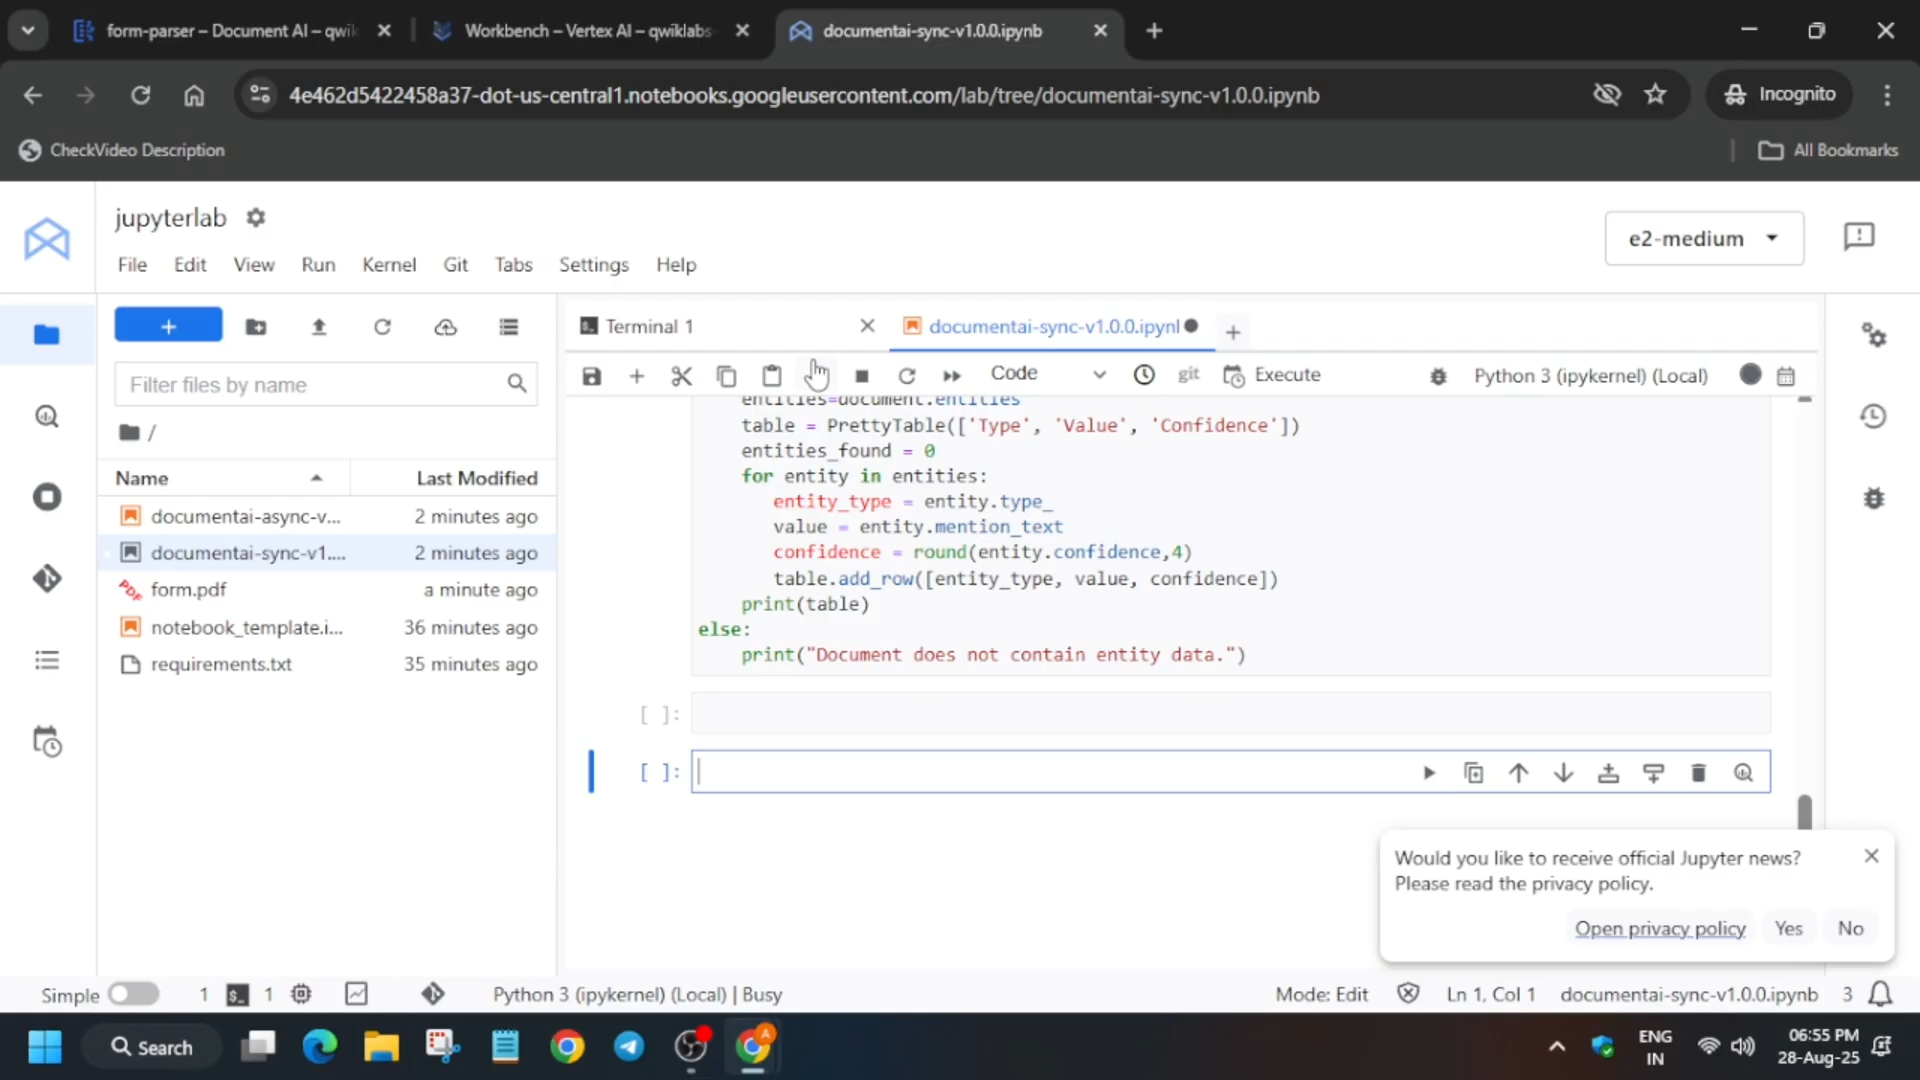 form-parser – Document AI – qwik
Workbench – Vertex AI – qwiklabs-
documentai-sync-v1.0.0.ipynb
4e462d5422458a37-dot-us-central1.notebooks.googleusercontent.com/lab/tree/documentai-sync-v1.0.0.ipynb
Incognito
CheckVideo Description
All Bookmarks
jupyterlab
e2-medium
File Edit View Run Kernel Git Tabs Settings Help
Terminal 1
documentai-sync-v1.0.0.ipynl
Filter files by name
Code
git
Execute
Python 3 (ipykernel) (Local)
/
Name
Last Modified
documentai-async-v... 2 minutes ago
documentai-sync-v1.... 2 minutes ago
form.pdf a minute ago
notebook_template.i... 36 minutes ago
requirements.txt 35 minutes ago
entities=document.entities
table = PrettyTable(['Type', 'Value', 'Confidence'])
entities_found = 0
for entity in entities:
entity_type = entity.type_
value = entity.mention_text
confidence = round(entity.confidence,4)
table.add_row([entity_type, value, confidence])
print(table)
else:
print("Document does not contain entity data.")
[ ]:
[ ]:
Would you like to receive official Jupyter news?
Please read the privacy policy.
Open privacy policy Yes No
Simple 1 $_ 1 Python 3 (ipykernel) (Local) | Busy Mode: Edit Ln 1, Col 1 documentai-sync-v1.0.0.ipynb 3
Search
A
ENG
IN
06:55 PM
28-Aug-25